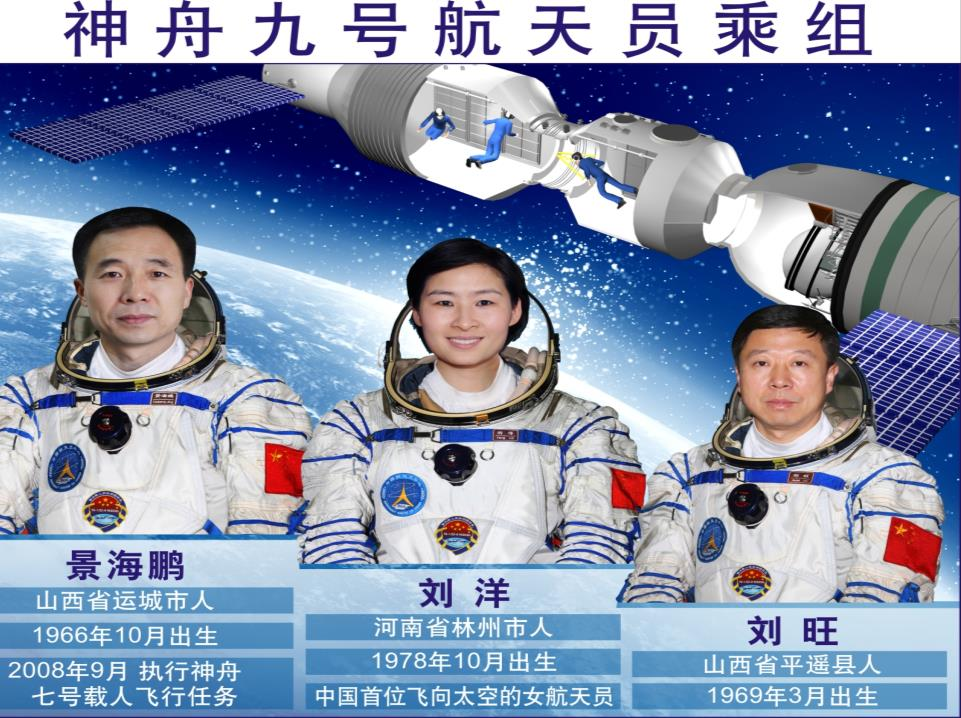 神舟九号航天员乘组
景海鹏
山西省运城市人
1966年10月出生
2008年9月 执行神舟
七号载人飞行任务
刘 洋
河南省林州市人
1978年10月出生
中国首位飞向太空的女航天员
刘 旺
山西省平遥县人
1969年3月出生